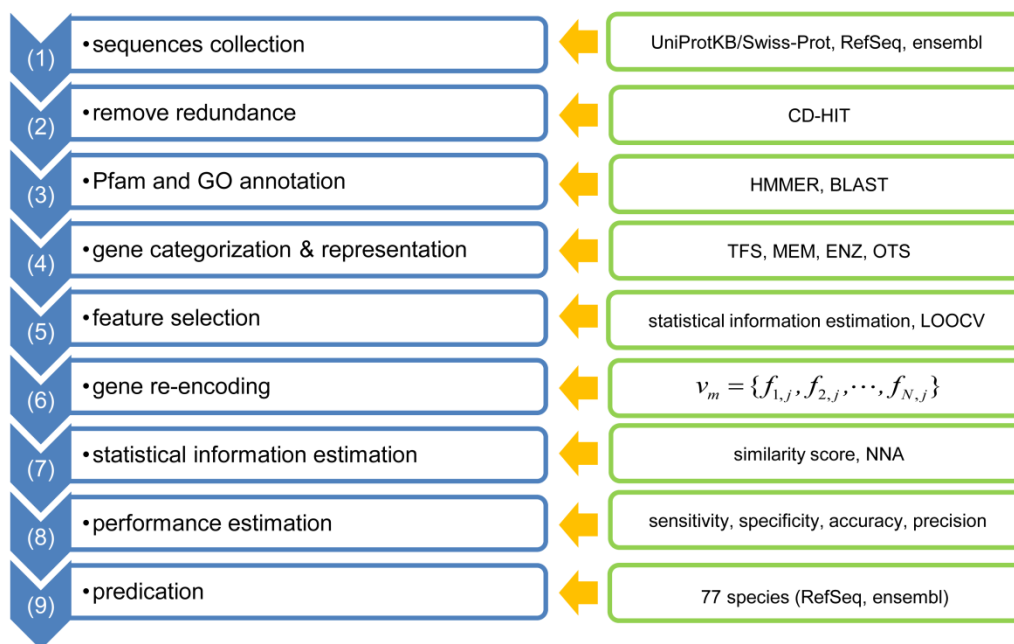 (1)
•sequences collection
UniProtKB/Swiss-Prot, RefSeq, ensembl
(2)
•remove redundance
CD-HIT
(3)
•Pfam and GO annotation
HMMER, BLAST
(4)
•gene categorization & representation
TFS, MEM, ENZ, OTS
(5)
•feature selection
statistical information estimation, LOOCV
(6)
•gene re-encoding
v_m = {f_{1,j}, f_{2,j}, ⋯, f_{N,j}}
(7)
•statistical information estimation
similarity score, NNA
(8)
•performance estimation
sensitivity, specificity, accuracy, precision
(9)
•predication
77 species (RefSeq, ensembl)